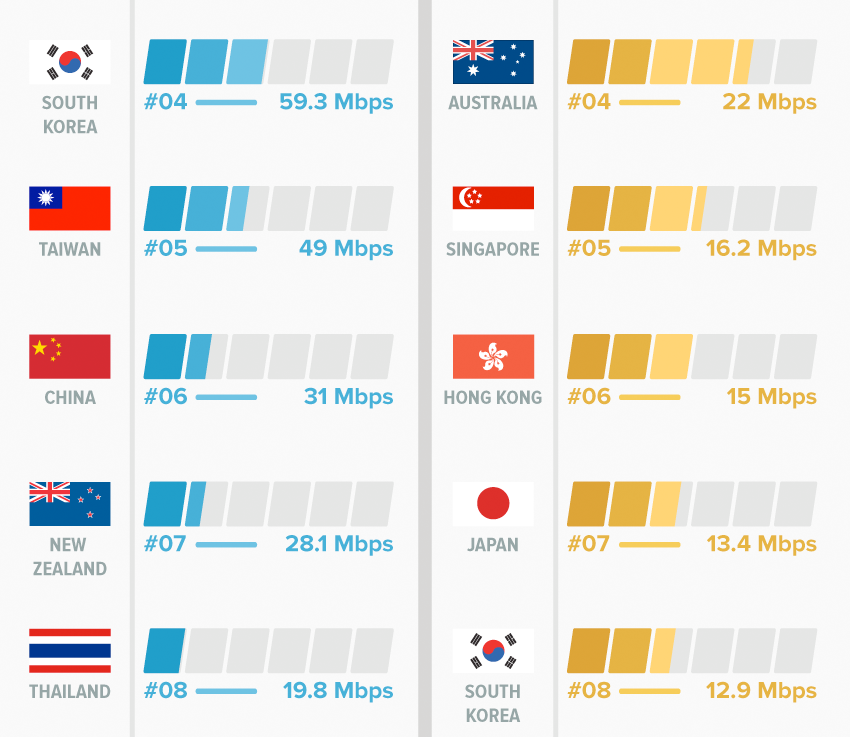 SOUTH
KOREA
#04 59.3 Mbps
TAIWAN
#05 49 Mbps
CHINA
#06 31 Mbps
NEW
ZEALAND
#07 28.1 Mbps
THAILAND
#08 19.8 Mbps
AUSTRALIA
#04 22 Mbps
SINGAPORE
#05 16.2 Mbps
HONG KONG
#06 15 Mbps
JAPAN
#07 13.4 Mbps
SOUTH
KOREA
#08 12.9 Mbps